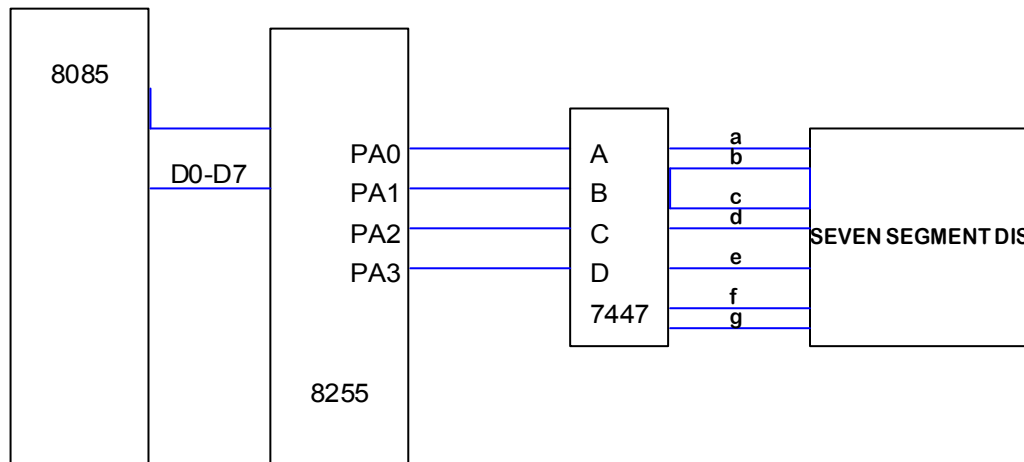 8085
D0-D7
8255
PA0
PA1
PA2
PA3
A
B
C
D
7447
a
b
c
d
e
f
g
SEVEN SEGMENT DIS